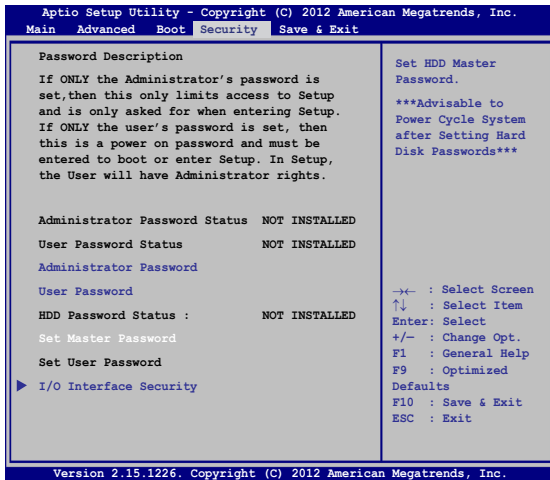 Aptio Setup Utility - Copyright (C) 2012 American Megatrends, Inc.
Main Advanced Boot Security Save & Exit
Password Description
If ONLY the Administrator's password is
set,then this only limits access to Setup
and is only asked for when entering Setup.
If ONLY the user's password is set, then
this is a power on password and must be
entered to boot or enter Setup. In Setup,
the User will have Administrator rights.
Administrator Password Status NOT INSTALLED
User Password Status NOT INSTALLED
Administrator Password
User Password
HDD Password Status : NOT INSTALLED
Set Master Password
Set User Password
I/O Interface Security
Set HDD Master
Password.
***Advisable to
Power Cycle System
after Setting Hard
Disk Passwords***
→← : Select Screen
↑↓ : Select Item
Enter: Select
+/— : Change Opt.
F1 : General Help
F9 : Optimized
Defaults
F10 : Save & Exit
ESC : Exit
Version 2.15.1226. Copyright (C) 2012 American Megatrends, Inc.